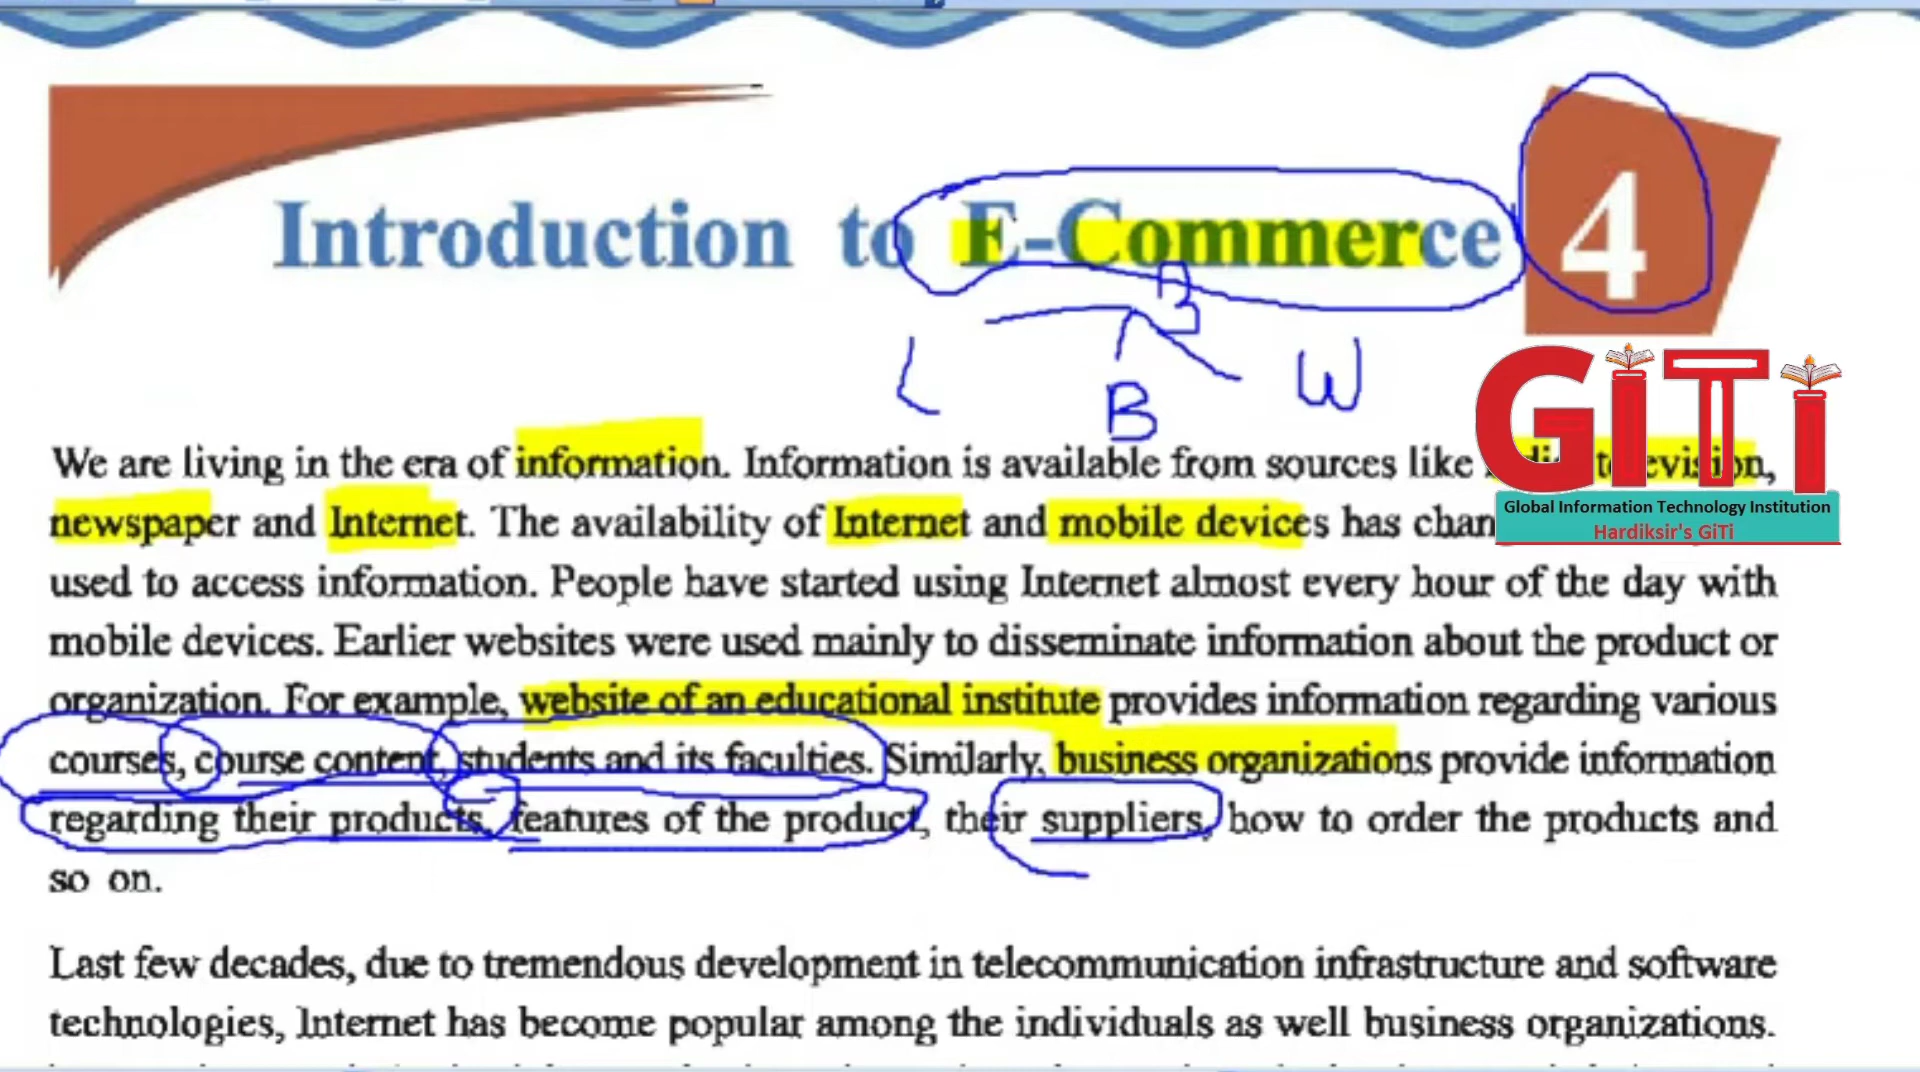 Introduction to E-Commerce
4
B
L
B
W
GiTi
Global Information Technology Institution
Hardiksir's GiTi
We are living in the era of information. Information is available from sources like television,
newspaper and Internet. The availability of Internet and mobile devices has
used to access information. People have started using Internet almost every hour of the day with
mobile devices. Earlier websites were used mainly to disseminate information about the product or
organization. For example, website of an educational institute provides information regarding various
courses, course content, students and its faculties. Similarly, business organizations provide information
regarding their products, features of the product, their suppliers, how to order the products and
so on.
Last few decades, due to tremendous development in telecommunication infrastructure and software
technologies, Internet has become popular among the individuals as well business organizations.